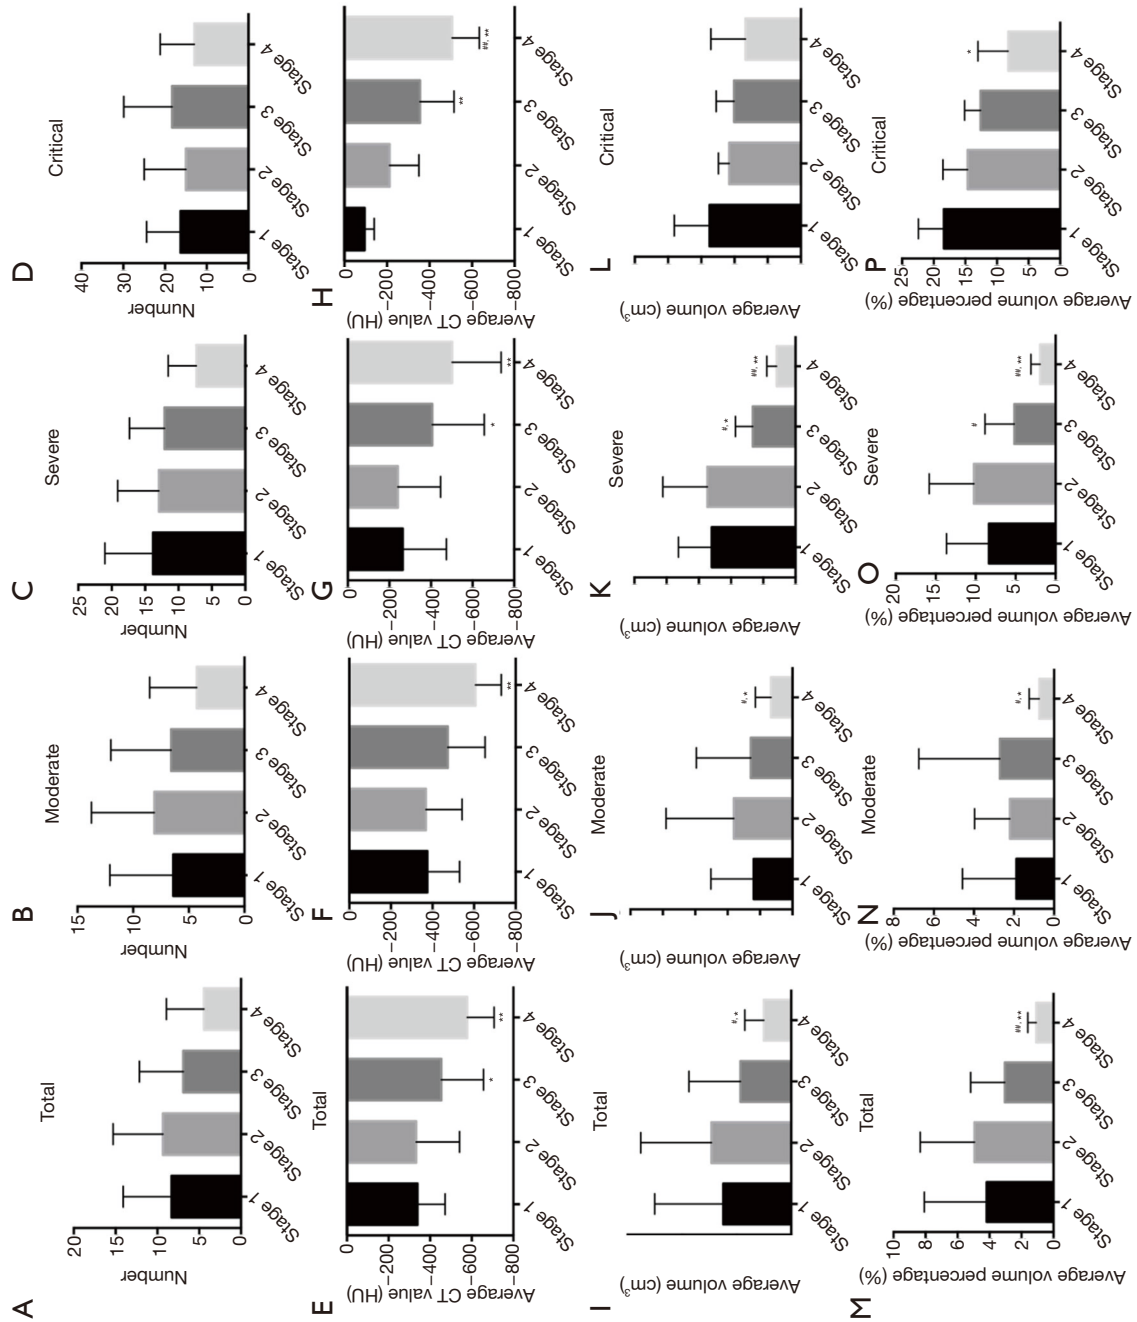 A
Total
Number
20
15
10
5
0
Stage 1
Stage 2
Stage 3
Stage 4
B
Moderate
Number
15
10
5
0
Stage 1
Stage 2
Stage 3
Stage 4
C
Severe
Number
25
20
15
10
5
0
Stage 1
Stage 2
Stage 3
Stage 4
D
Critical
Number
40
30
20
10
0
Stage 1
Stage 2
Stage 3
Stage 4
E
Total
Average CT value (HU)
0
−200
−400
−600
−800
*
**
Stage 1
Stage 2
Stage 3
Stage 4
F
Moderate
Average CT value (HU)
0
−200
−400
−600
−800
**
Stage 1
Stage 2
Stage 3
Stage 4
G
Severe
Average CT value (HU)
0
−200
−400
−600
−800
*
**
Stage 1
Stage 2
Stage 3
Stage 4
H
Critical
Average CT value (HU)
0
−200
−400
−600
−800
**
##, **
Stage 1
Stage 2
Stage 3
Stage 4
I
Total
Average volume (cm³)
#, *
Stage 1
Stage 2
Stage 3
Stage 4
J
Moderate
Average volume (cm³)
#, *
Stage 1
Stage 2
Stage 3
Stage 4
K
Severe
Average volume (cm³)
#, *
##, **
Stage 1
Stage 2
Stage 3
Stage 4
L
Critical
Average volume (cm³)
Stage 1
Stage 2
Stage 3
Stage 4
M
Total
Average volume percentage (%)
10
8
6
4
2
0
##, **
Stage 1
Stage 2
Stage 3
Stage 4
N
Moderate
Average volume percentage (%)
8
6
4
2
0
#, *
Stage 1
Stage 2
Stage 3
Stage 4
O
Severe
Average volume percentage (%)
20
15
10
5
0
#
##, **
Stage 1
Stage 2
Stage 3
Stage 4
P
Critical
Average volume percentage (%)
25
20
15
10
5
0
*
Stage 1
Stage 2
Stage 3
Stage 4